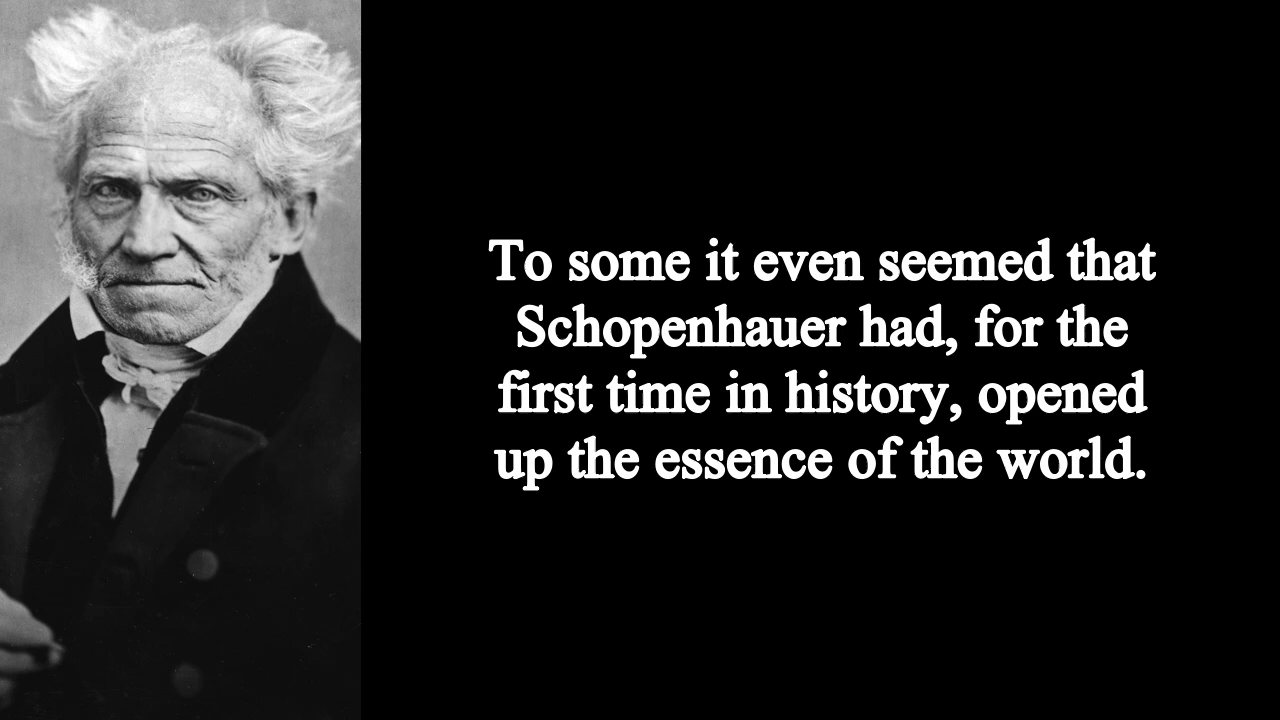 To some it even seemed that
Schopenhauer had, for the
first time in history, opened
up the essence of the world.